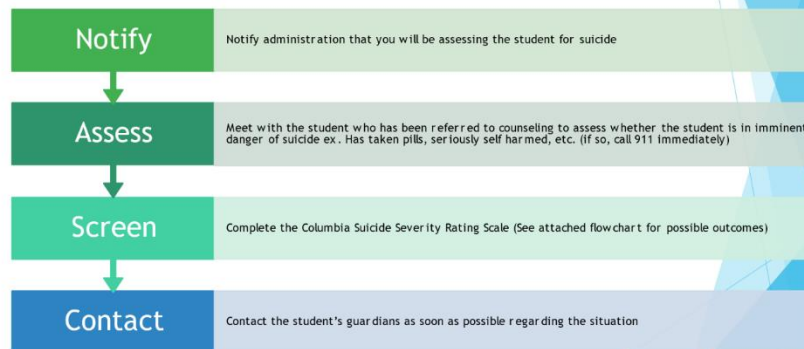 Notify
Notify administration that you will be assessing the student for suicide
Assess
Meet with the student who has been referred to counseling to assess whether the student is in imminent
danger of suicide ex. Has taken pills, seriously self harmed, etc. (if so, call 911 immediately)
Screen
Complete the Columbia Suicide Severity Rating Scale (See attached flowchart for possible outcomes)
Contact
Contact the student's guardians as soon as possible regarding the situation